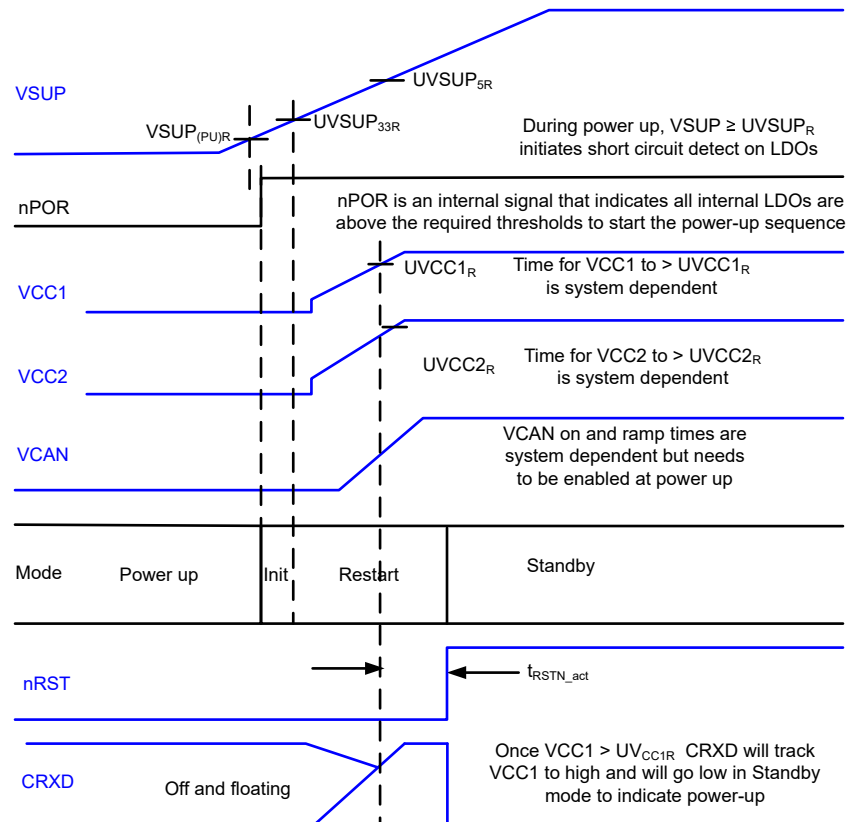 UVSUP5R
VSUP
VSUP(PU)R
UVSUP33R
During power up, VSUP ≥ UVSUPR
initiates short circuit detect on LDOs
nPOR
nPOR is an internal signal that indicates all internal LDOs are
above the required thresholds to start the power-up sequence
VCC1
UVCC1R
Time for VCC1 to > UVCC1R
is system dependent
VCC2
UVCC2R
Time for VCC2 to > UVCC2R
is system dependent
VCAN
VCAN on and ramp times are
system dependent but needs
to be enabled at power up
Mode
Power up
Init
Restart
Standby
nRST
tRSTN_act
CRXD
Off and floating
Once VCC1 > UVCC1R CRXD will track
VCC1 to high and will go low in Standby
mode to indicate power-up